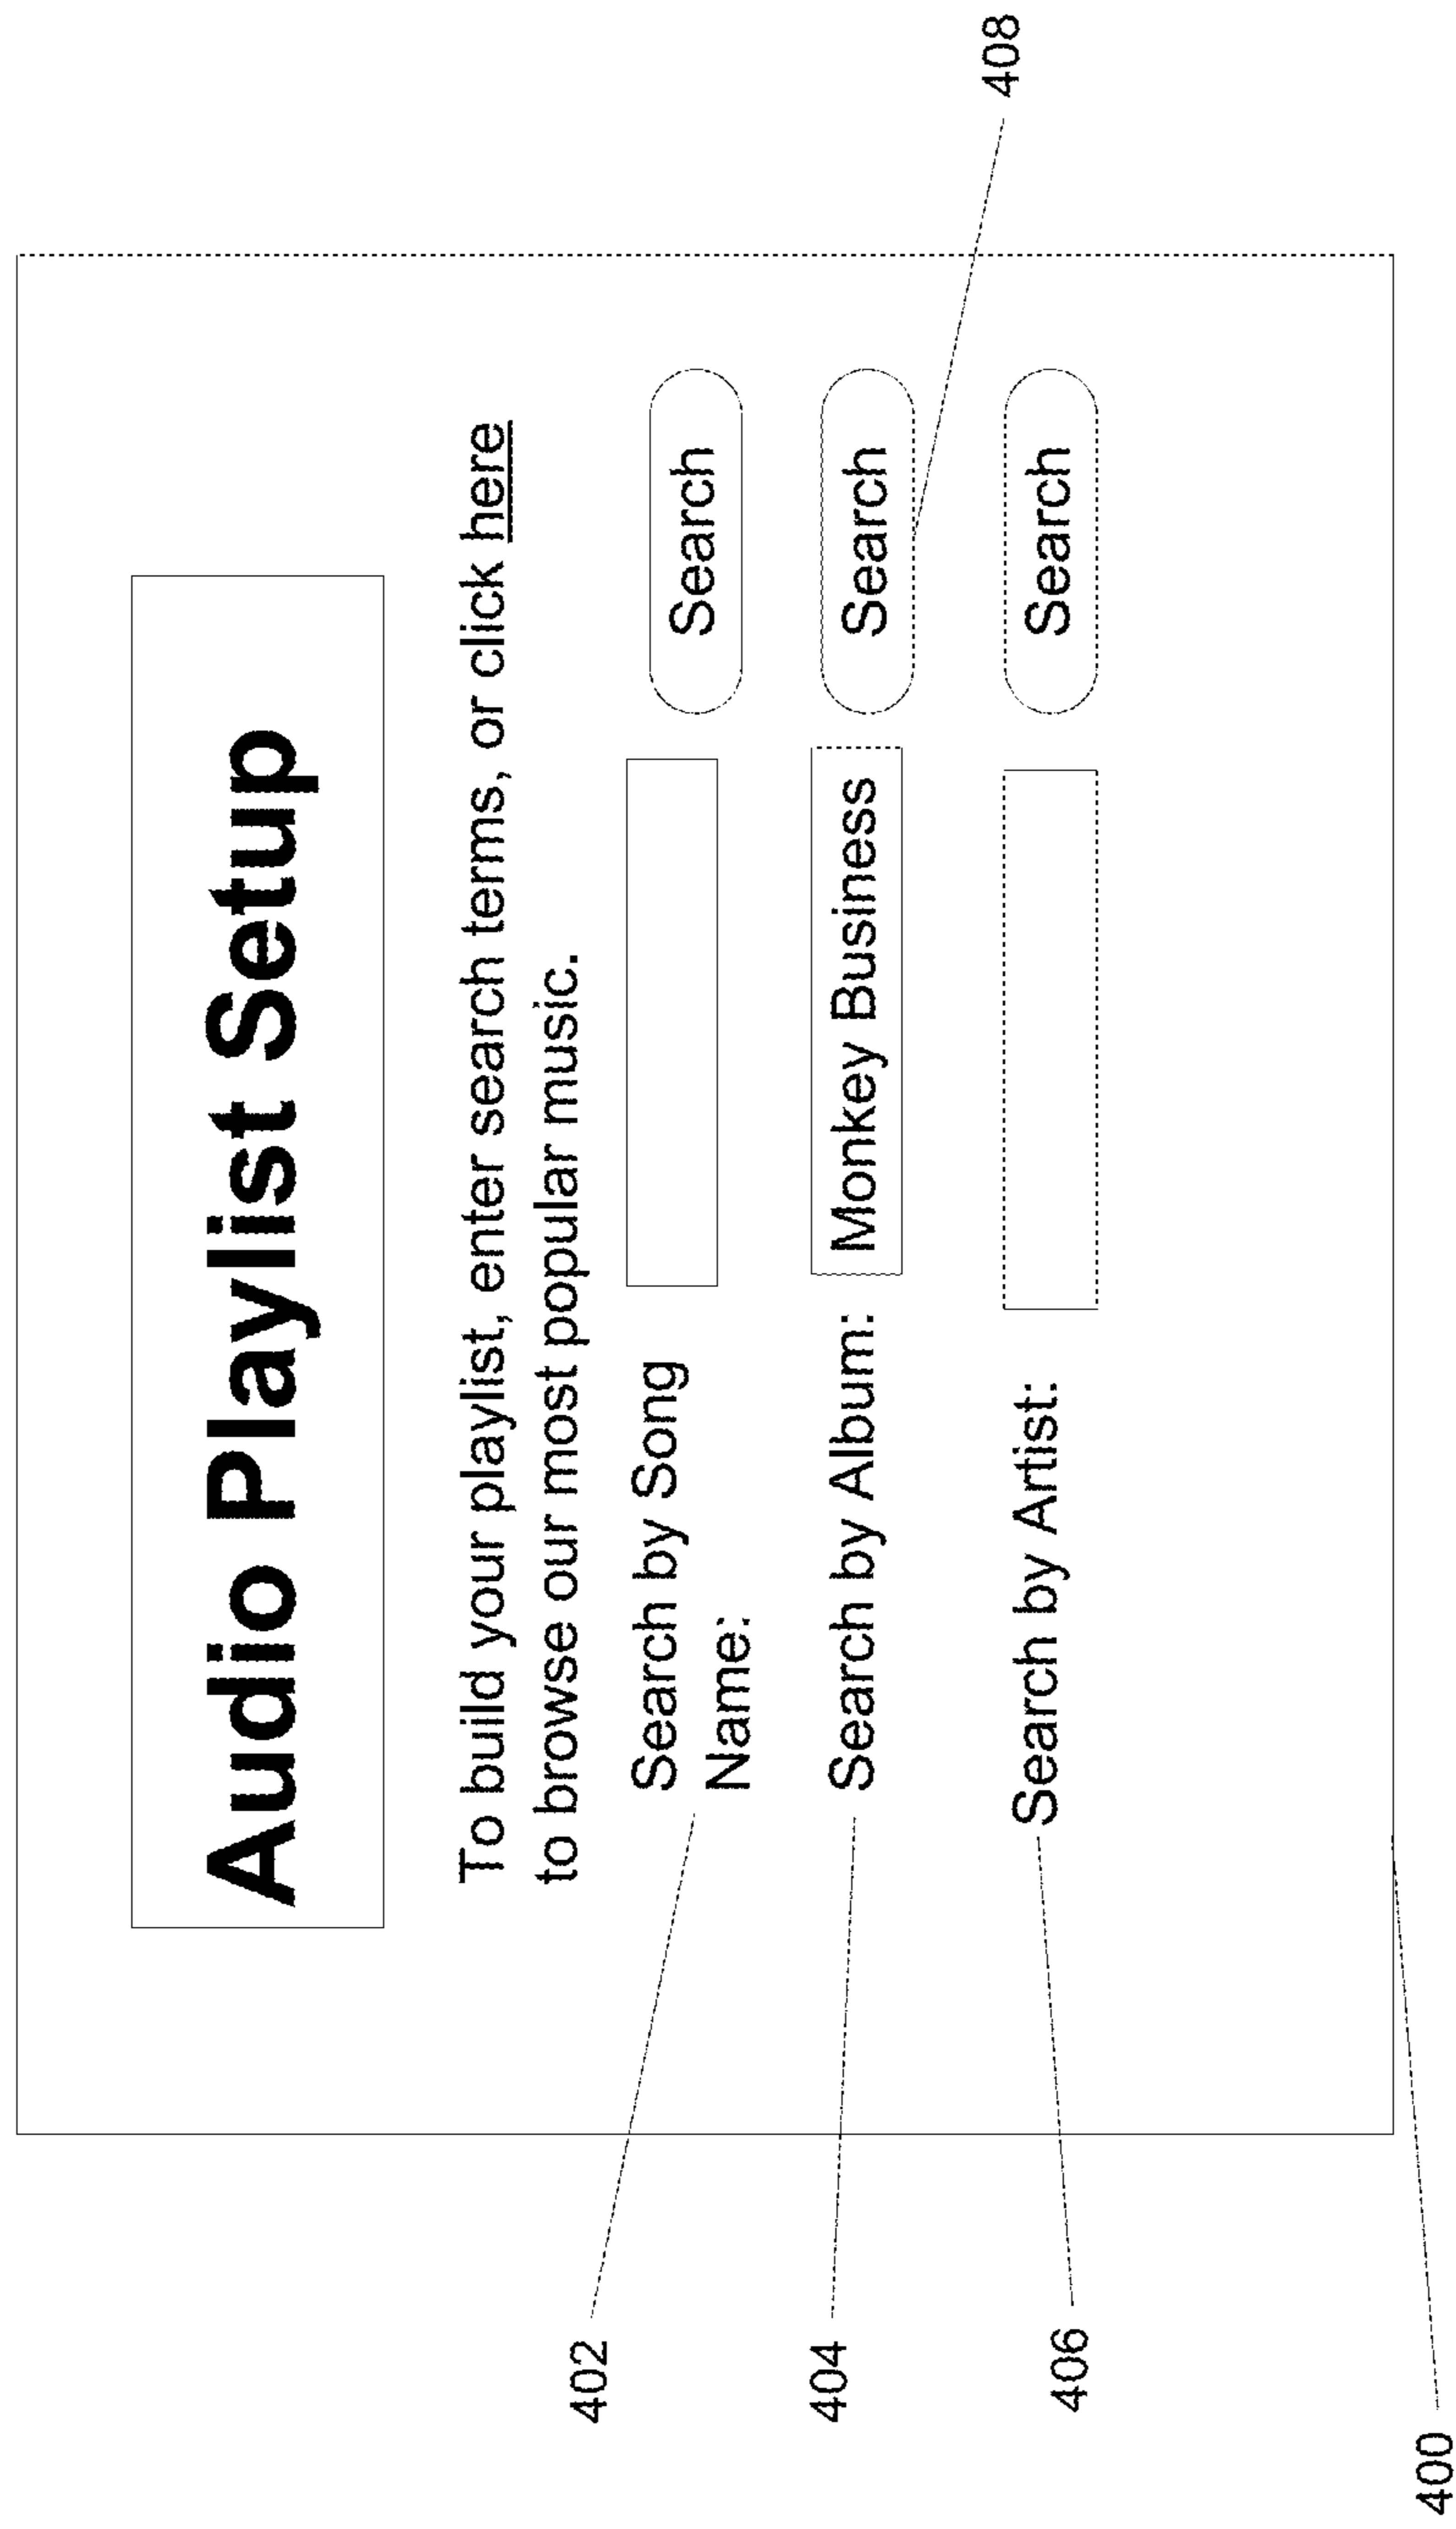 Audio Playlist Setup
To build your playlist, enter search terms, or click here
to browse our most popular music.
402
Search by Song
Name:
Search
404
Search by Album:
Monkey Business
Search
408
406
Search by Artist:
Search
400